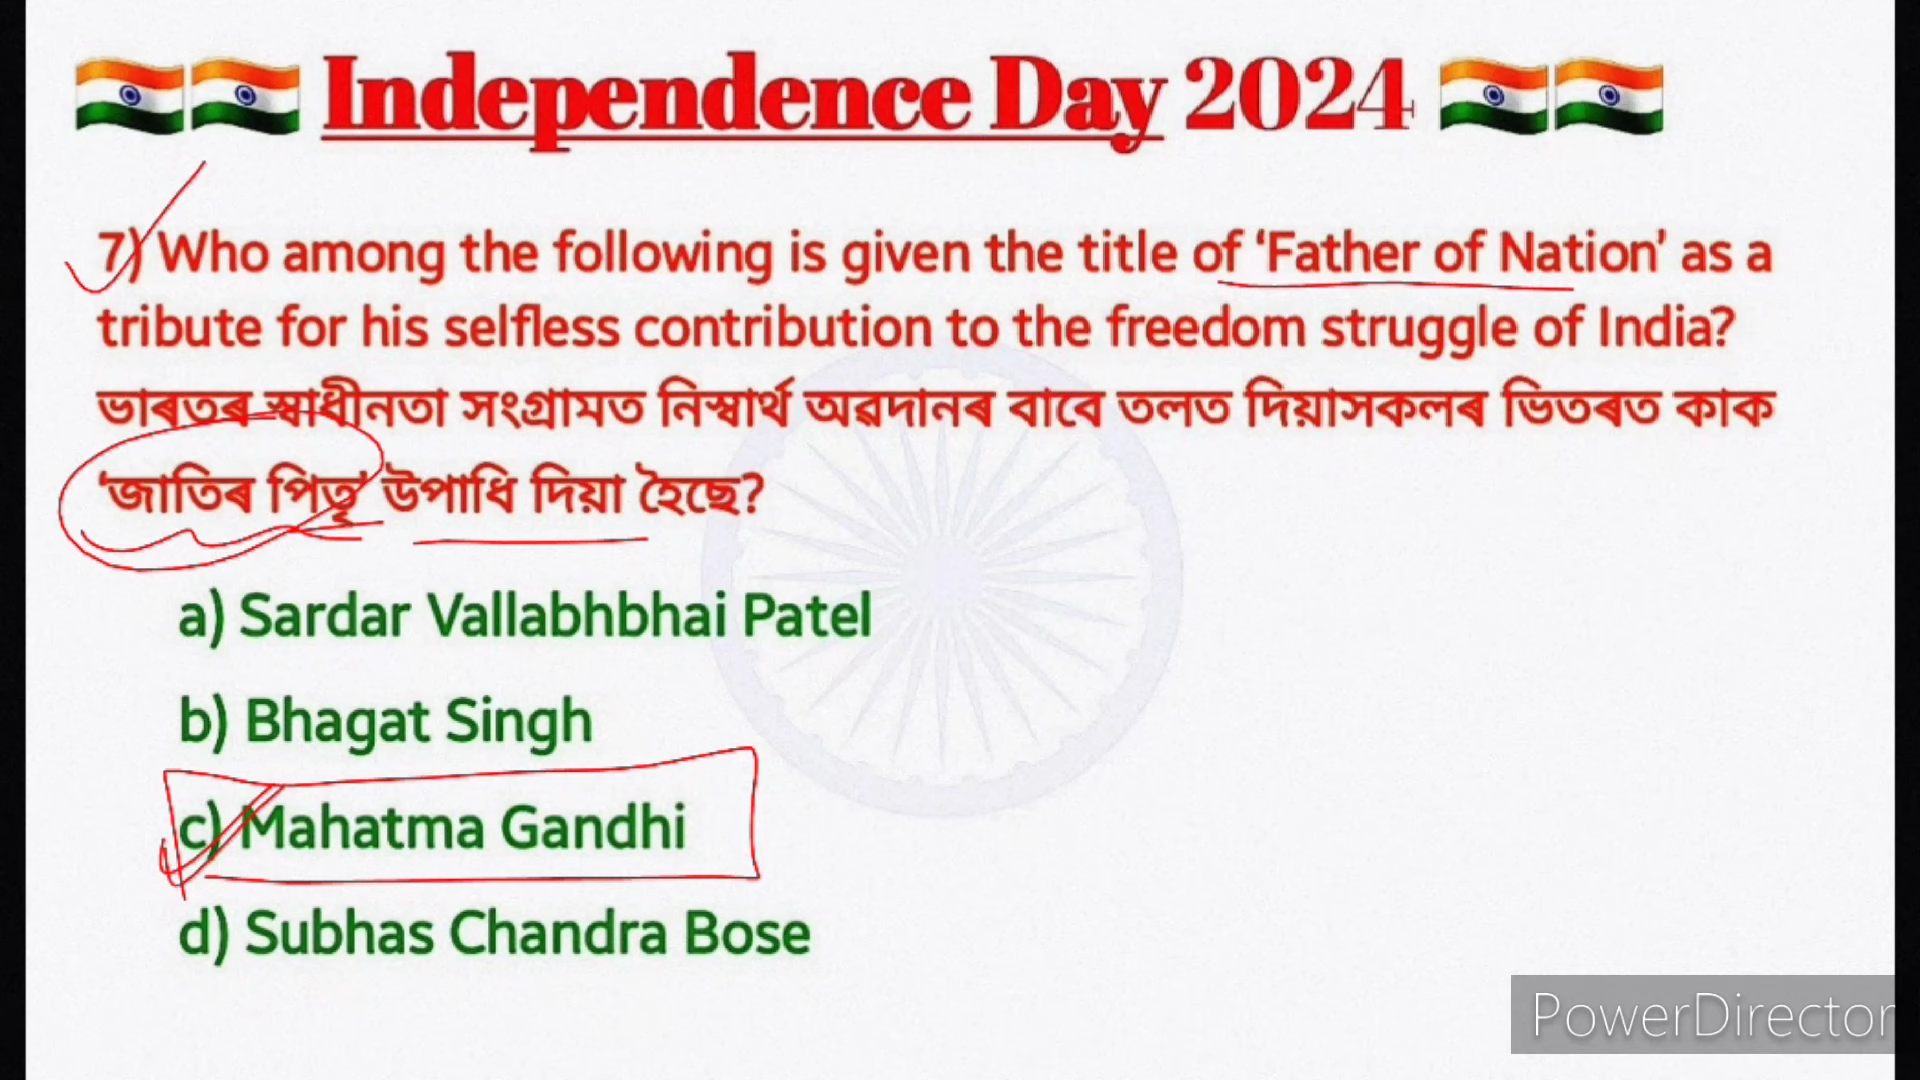 Independence Day 2024
7) Who among the following is given the title of ‘Father of Nation’ as a
tribute for his selfless contribution to the freedom struggle of India?
ভাৰতৰ স্বাধীনতা সংগ্ৰামত নিস্বাৰ্থ অৱদানৰ বাবে তলত দিয়াসকলৰ ভিতৰত কাক
‘জাতিৰ পিতৃ’ উপাধি দিয়া হৈছে?
a) Sardar Vallabhbhai Patel
b) Bhagat Singh
c) Mahatma Gandhi
d) Subhas Chandra Bose
PowerDirector